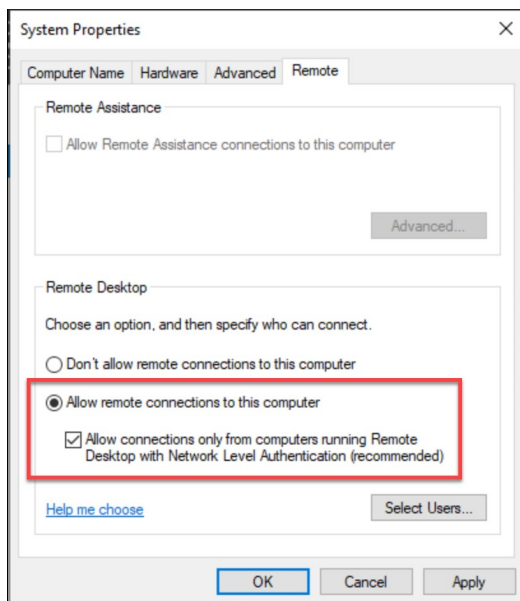 System Properties
Computer Name
Hardware
Advanced
Remote
Remote Assistance
Allow Remote Assistance connections to this computer
Advanced...
Remote Desktop
Choose an option, and then specify who can connect.
Don't allow remote connections to this computer
Allow remote connections to this computer
Allow connections only from computers running Remote
Desktop with Network Level Authentication (recommended)
Help me choose
Select Users...
OK
Cancel
Apply